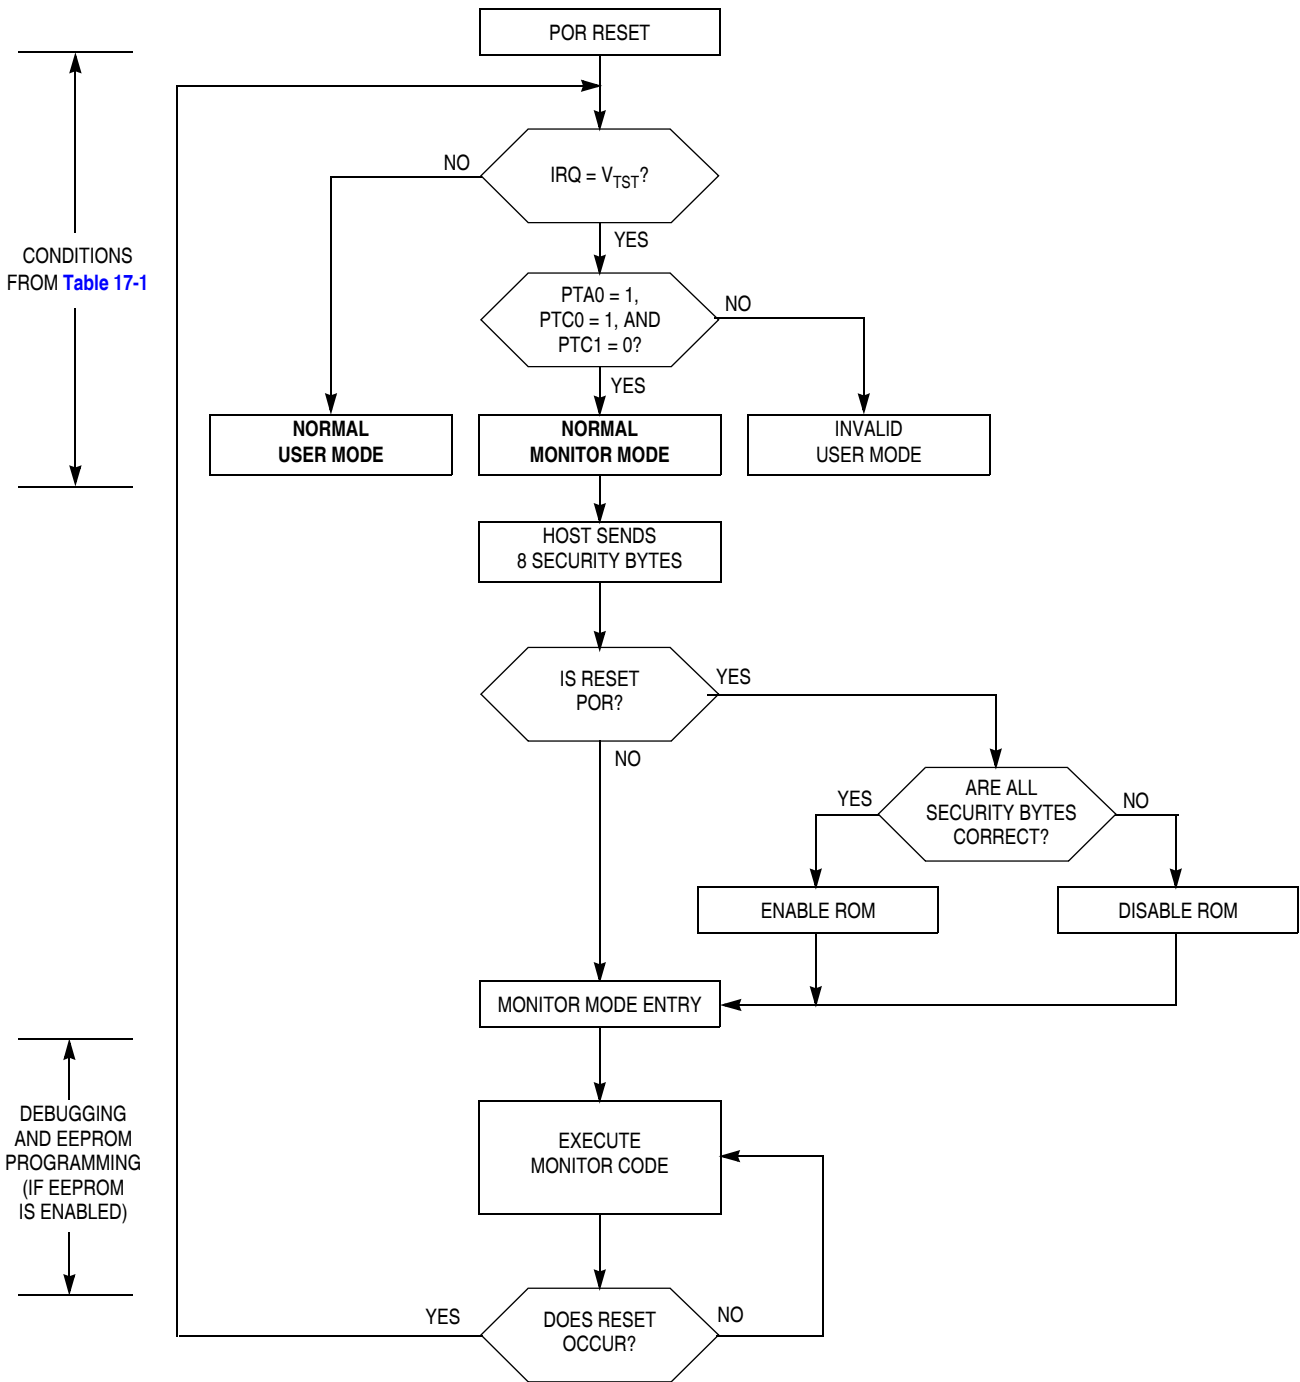 POR RESET
NO
IRQ = VTST?
YES
CONDITIONS
FROM Table 17-1
PTA0 = 1,
PTC0 = 1, AND
PTC1 = 0?
NO
YES
NORMAL
USER MODE
NORMAL
MONITOR MODE
INVALID
USER MODE
HOST SENDS
8 SECURITY BYTES
IS RESET
POR?
YES
NO
ARE ALL
SECURITY BYTES
CORRECT?
YES
NO
ENABLE ROM
DISABLE ROM
MONITOR MODE ENTRY
DEBUGGING
AND EEPROM
PROGRAMMING
(IF EEPROM
IS ENABLED)
EXECUTE
MONITOR CODE
YES
DOES RESET
OCCUR?
NO